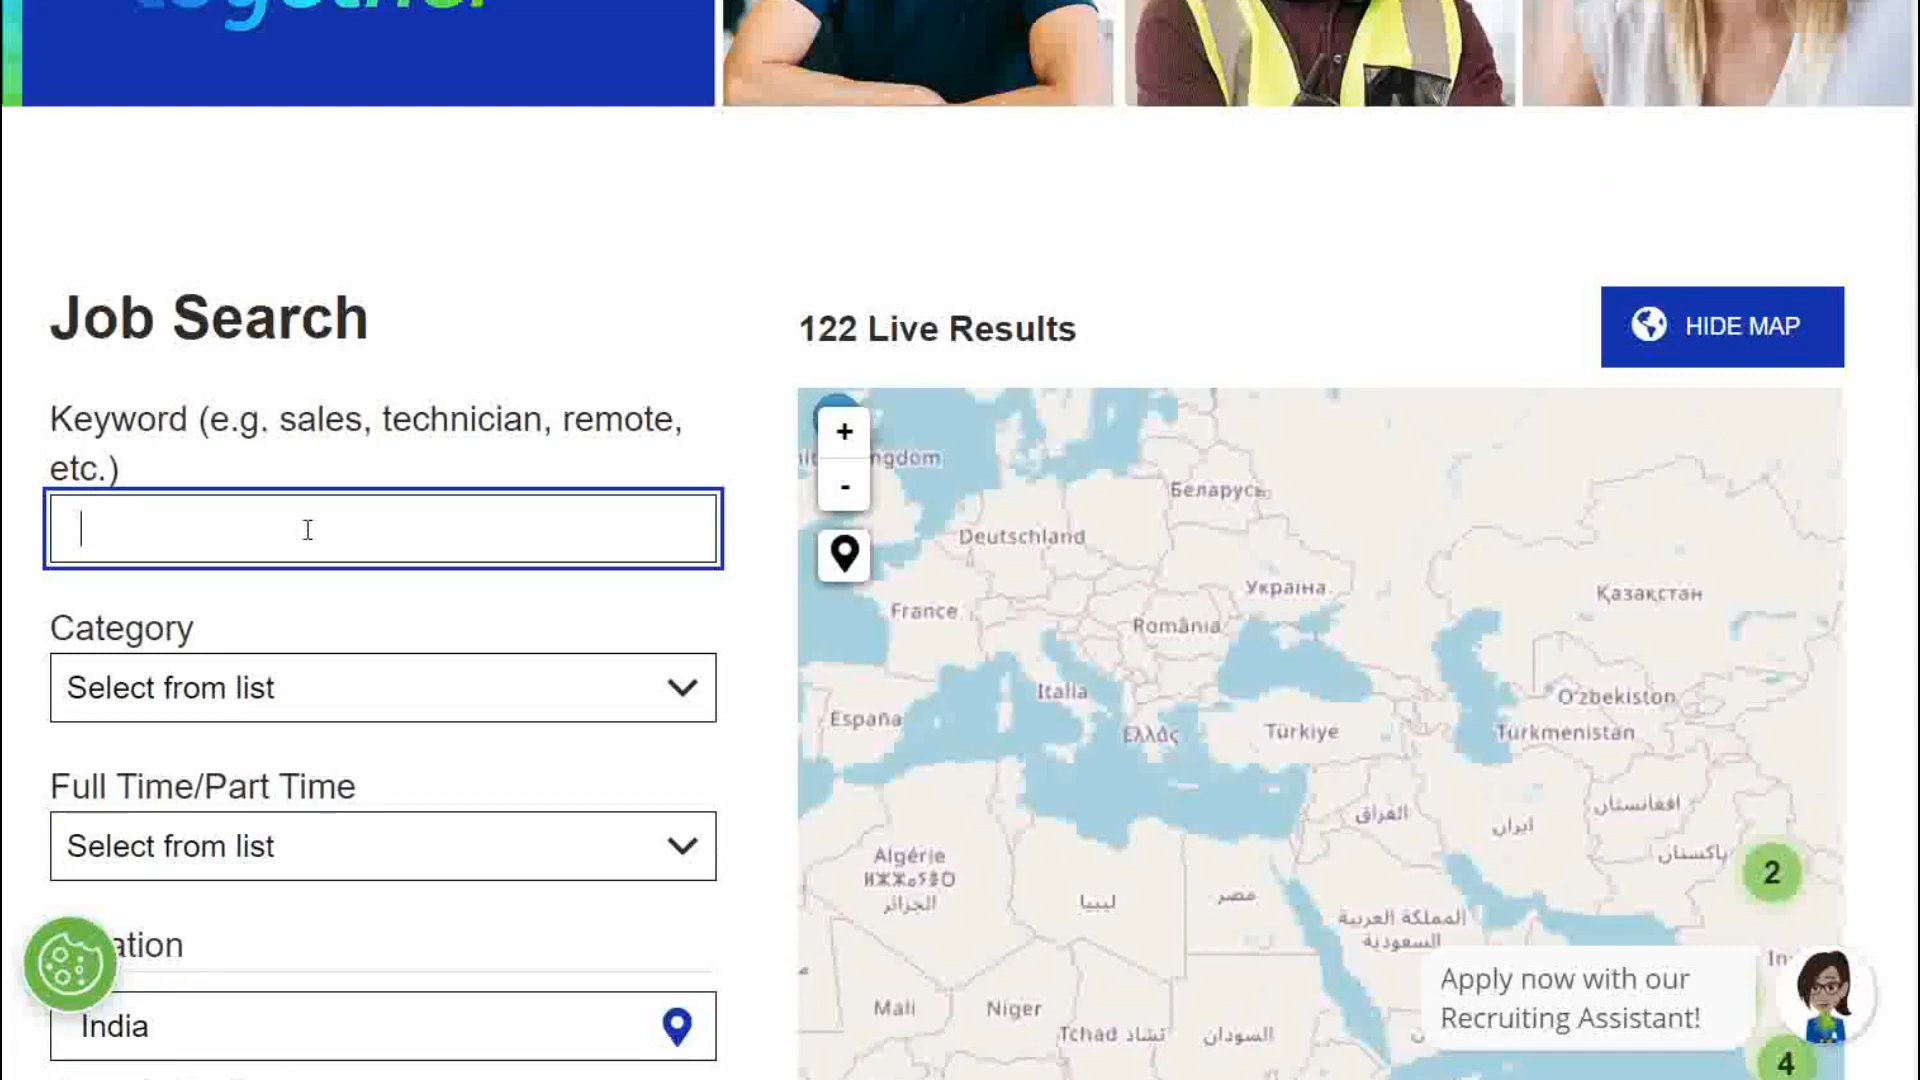 together
Job Search
122 Live Results
HIDE MAP
Keyword (e.g. sales, technician, remote,
etc.)
Category
Select from list
Full Time/Part Time
Select from list
ation
India
+
-
ngdom
Беларусь
Deutschland
Україна
Қазақстан
France
România
Italia
O'zbekiston
España
Ελλάς
Türkiye
Türkmenistan
العراق
ایران
افغانستان
پاکستان
2
Algérie
الجزائر
ليبيا
مصر
المملكة العربية
السعودية
Mali
Niger
Tchad تشاد
السودان
In
Apply now with our
Recruiting Assistant!
4